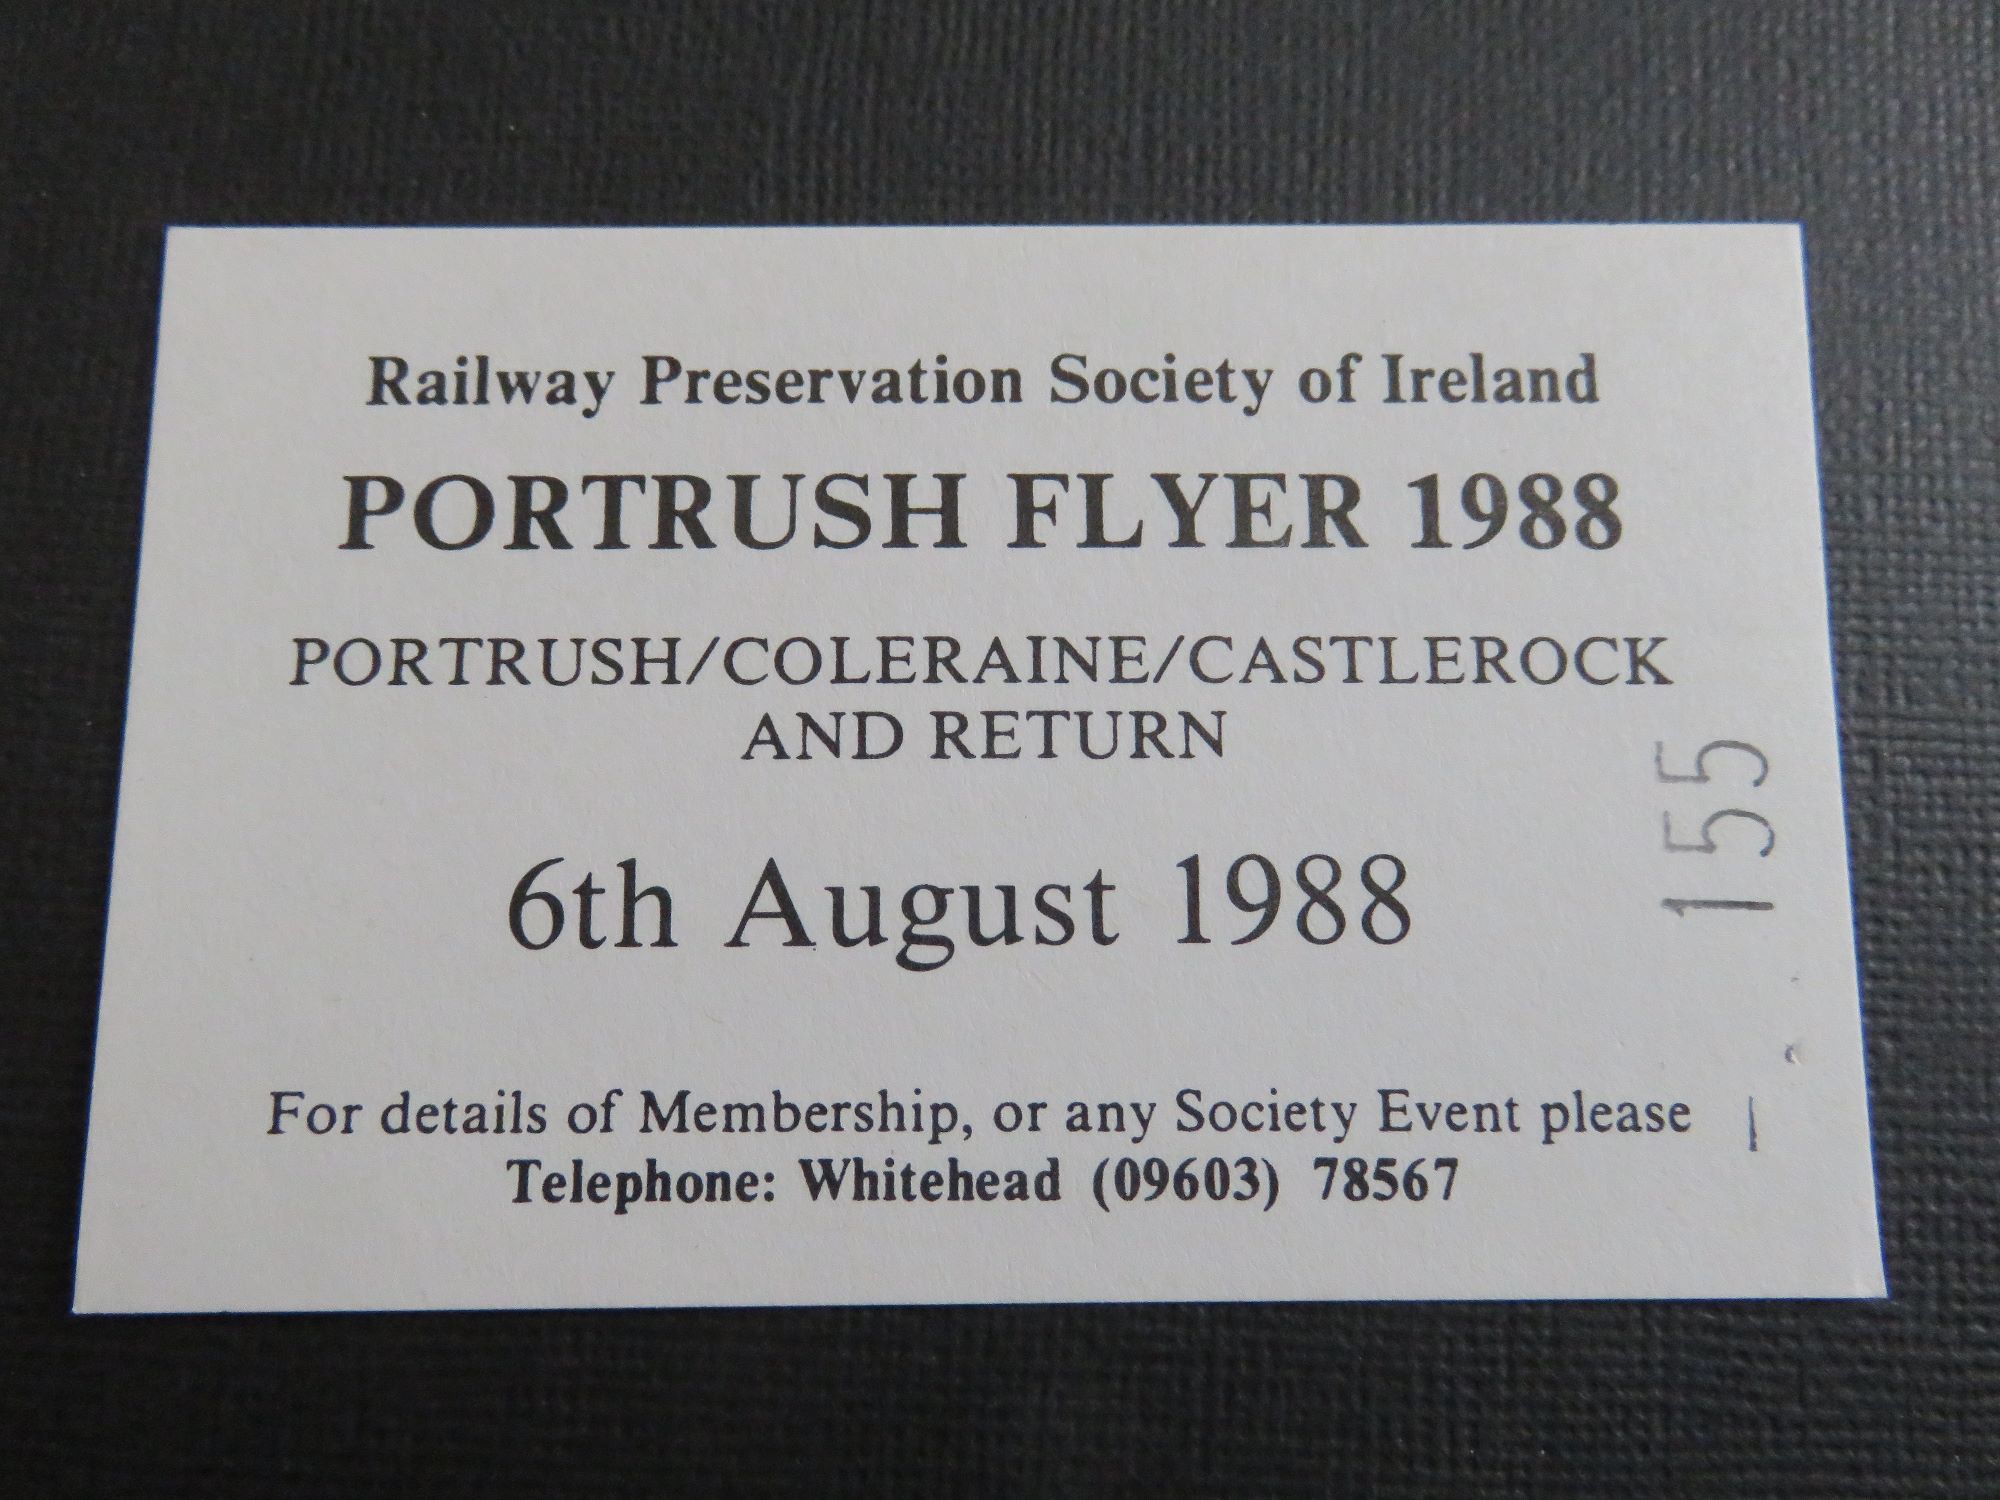 Railway Preservation Society of Ireland
PORTRUSH FLYER 1988
PORTRUSH/COLERAINE/CASTLEROCK
AND RETURN
6th August 1988
For details of Membership, or any Society Event please
Telephone: Whitehead (09603) 78567
155